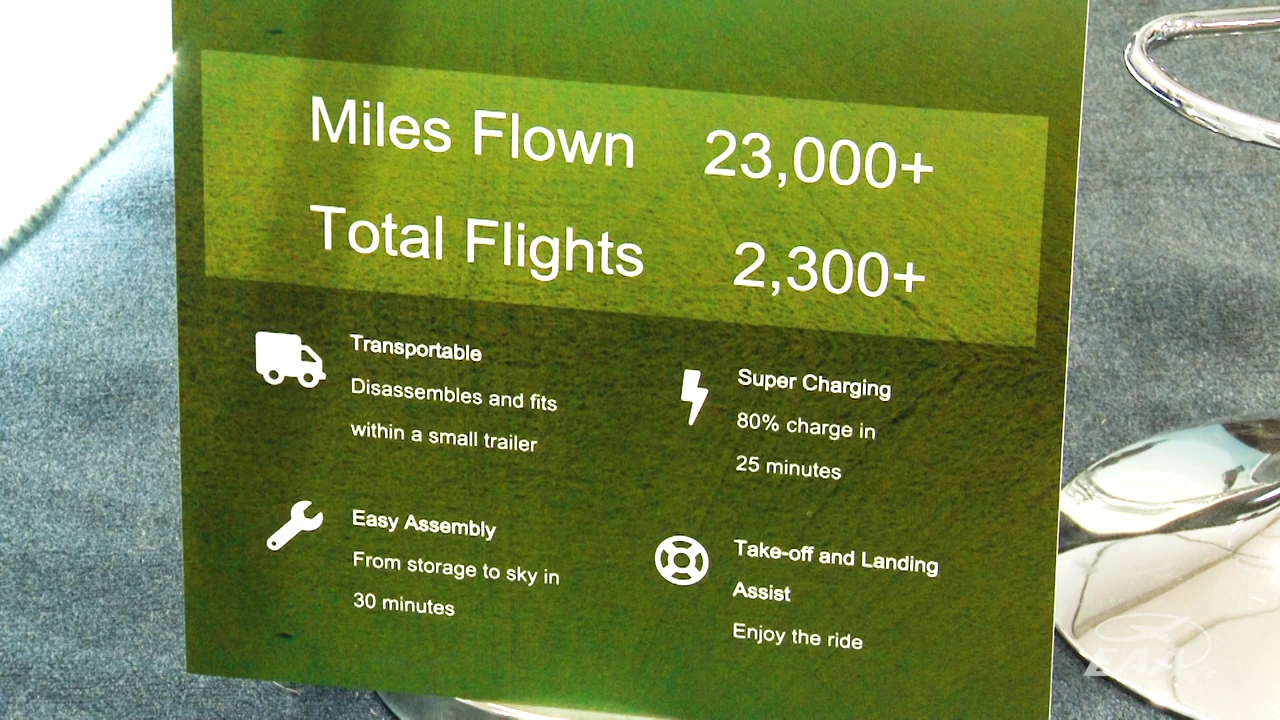 Miles Flown 23,000+
Total Flights 2,300+
Transportable
Disassembles and fits
within a small trailer
Super Charging
80% charge in
25 minutes
Easy Assembly
From storage to sky in
30 minutes
Take-off and Landing
Assist
Enjoy the ride
EAA